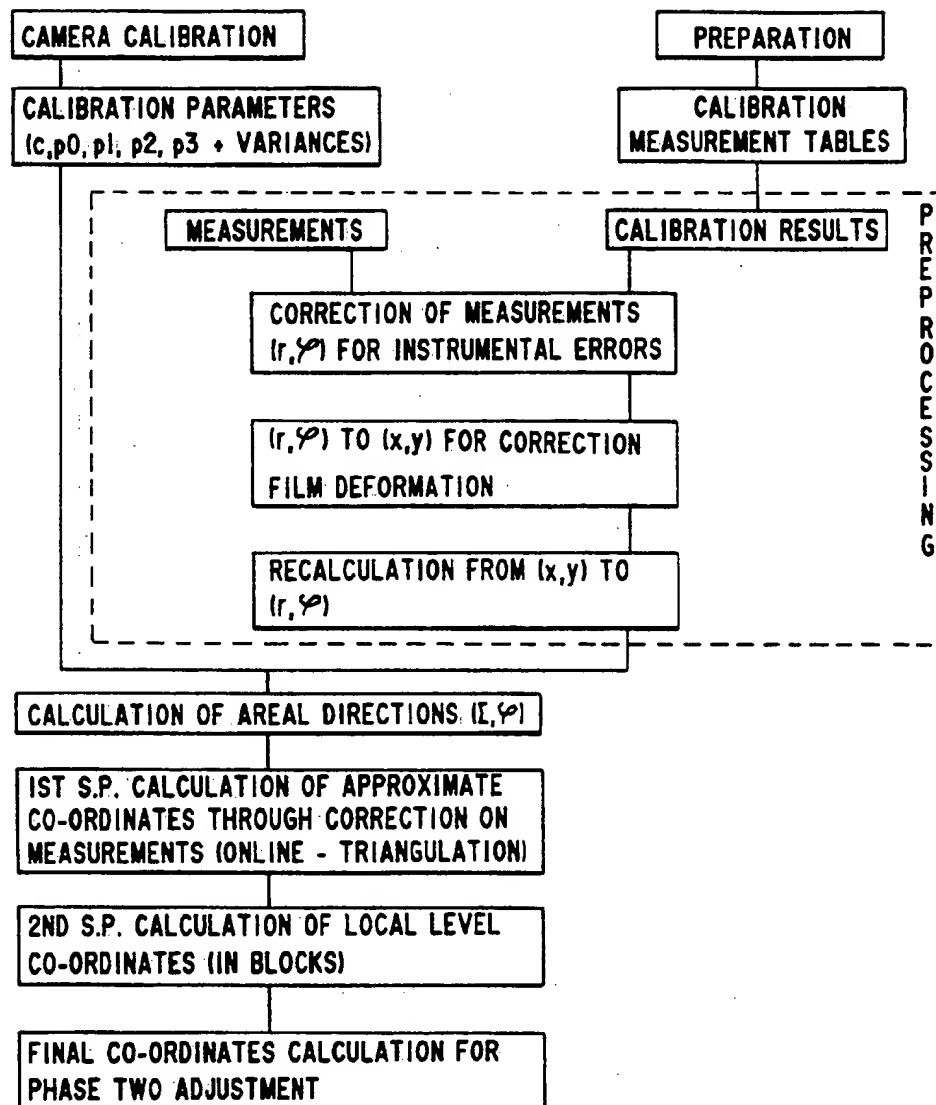 CAMERA CALIBRATION
PREPARATION
CALIBRATION PARAMETERS
(c,p0, p1, p2, p3 + VARIANCES)
CALIBRATION
MEASUREMENT TABLES
MEASUREMENTS
CALIBRATION RESULTS
PREPROCESSING
CORRECTION OF MEASUREMENTS
(r,φ) FOR INSTRUMENTAL ERRORS
(r,φ) TO (x,y) FOR CORRECTION
FILM DEFORMATION
RECALCULATION FROM (x,y) TO
(r,φ)
CALCULATION OF AREAL DIRECTIONS (Σ,φ)
1ST S.P. CALCULATION OF APPROXIMATE
CO-ORDINATES THROUGH CORRECTION ON
MEASUREMENTS (ONLINE - TRIANGULATION)
2ND S.P. CALCULATION OF LOCAL LEVEL
CO-ORDINATES (IN BLOCKS)
FINAL CO-ORDINATES CALCULATION FOR
PHASE TWO ADJUSTMENT